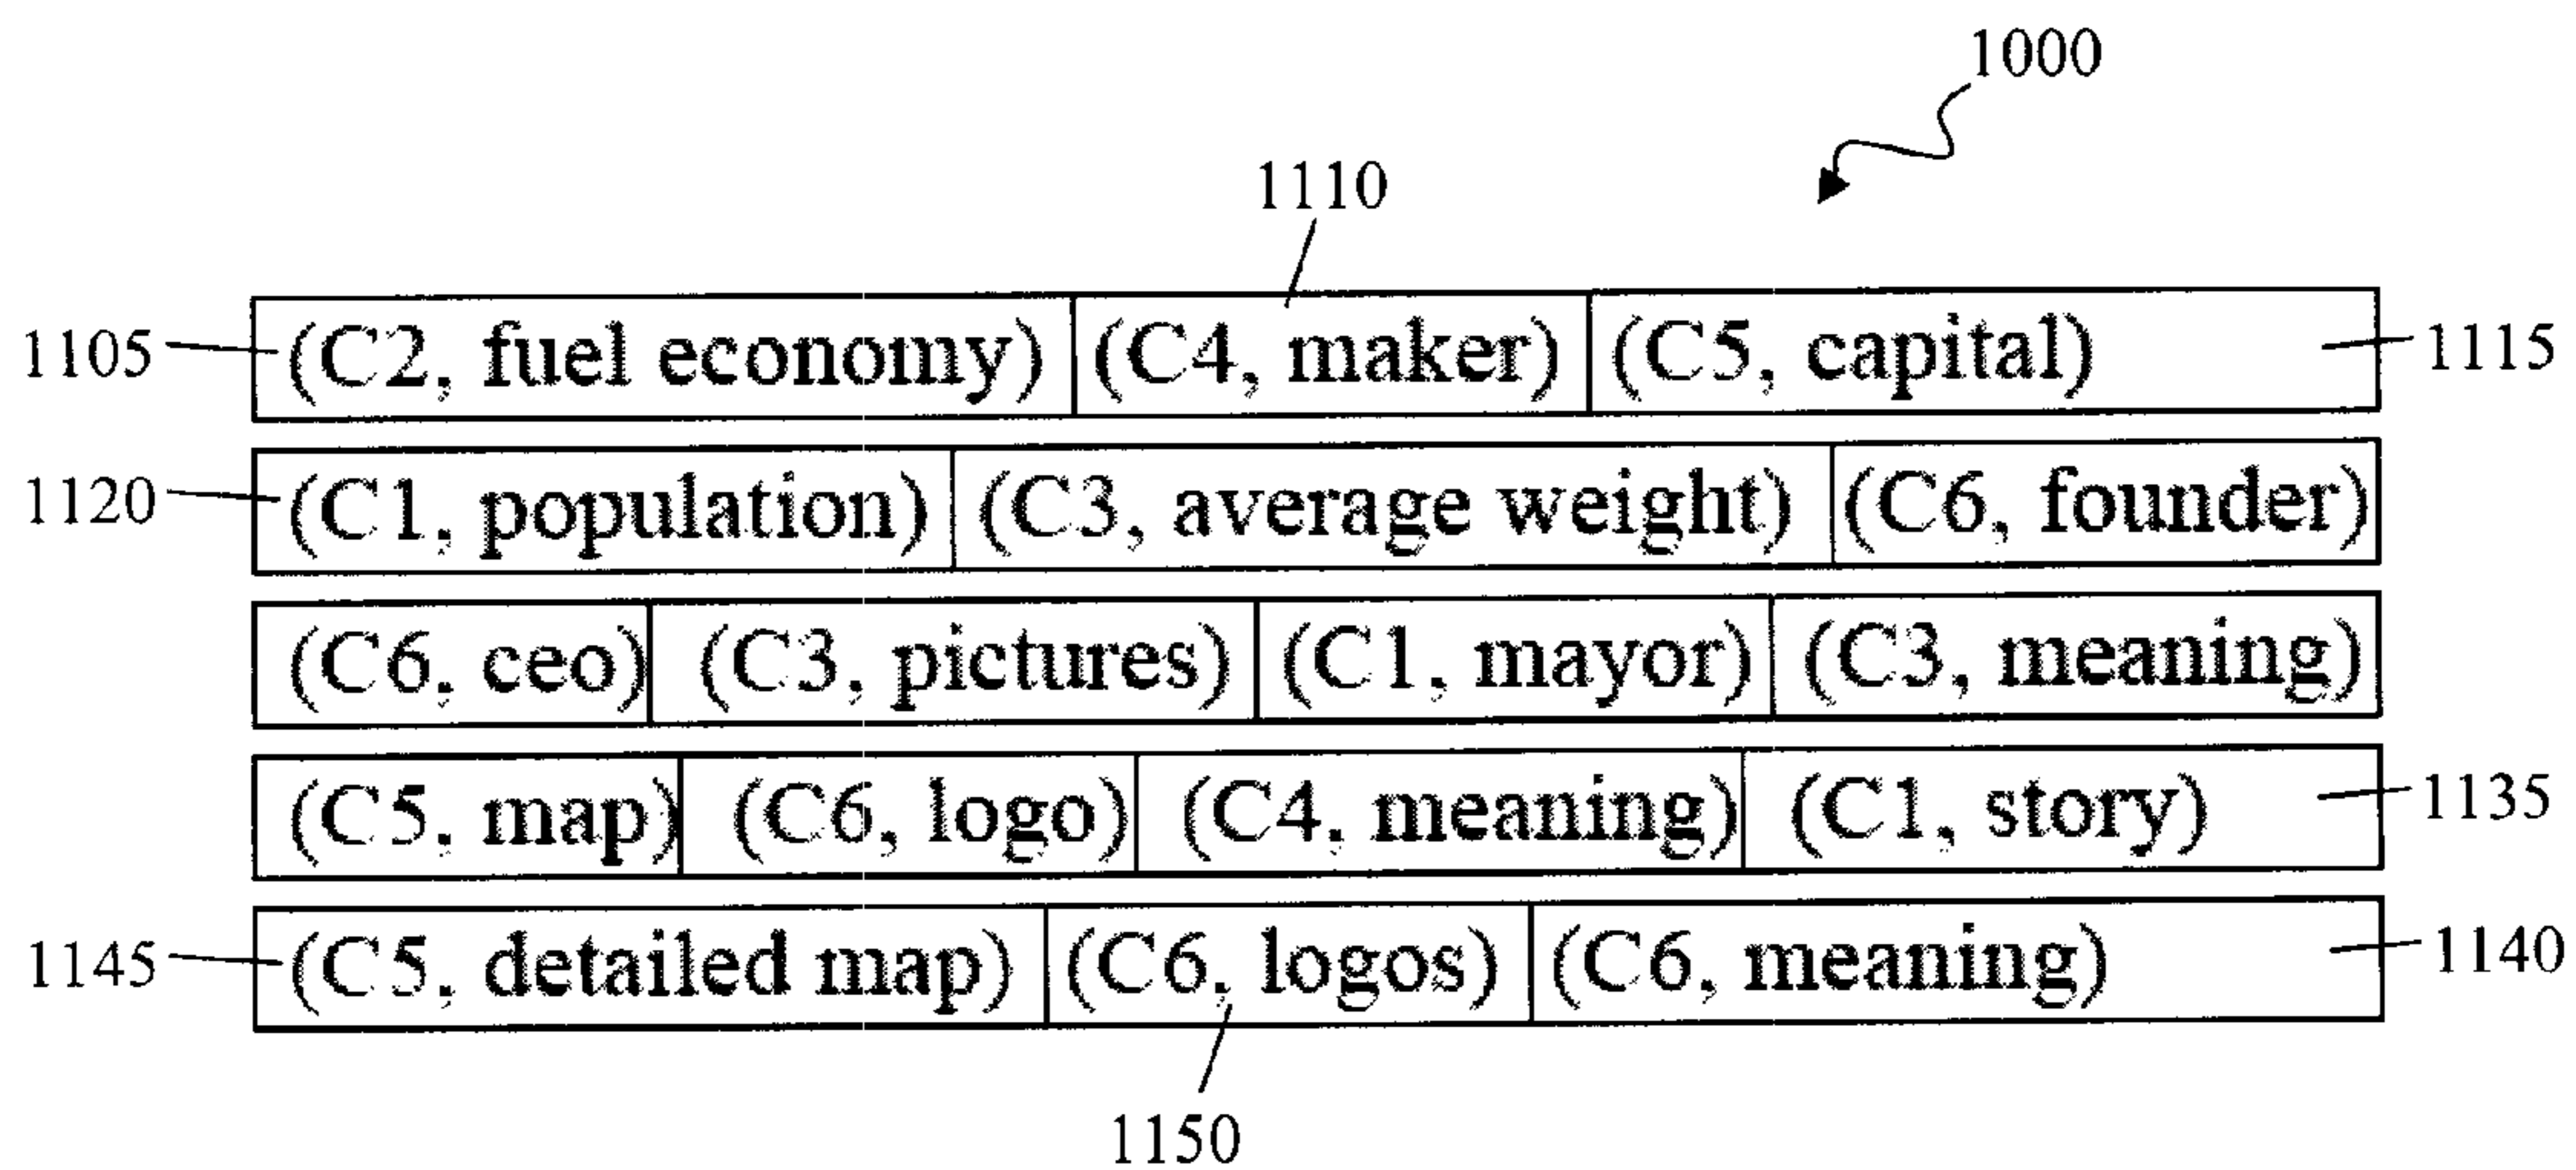 1000
1110
1105 (C2, fuel economy) (C4, maker) (C5, capital) 1115
1120 (C1, population) (C3, average weight) (C6, founder)
(C6, ceo) (C3, pictures) (C1, mayor) (C3, meaning)
(C5, map) (C6, logo) (C4, meaning) (C1, story) 1135
1145 (C5, detailed map) (C6, logos) (C6, meaning) 1140
1150